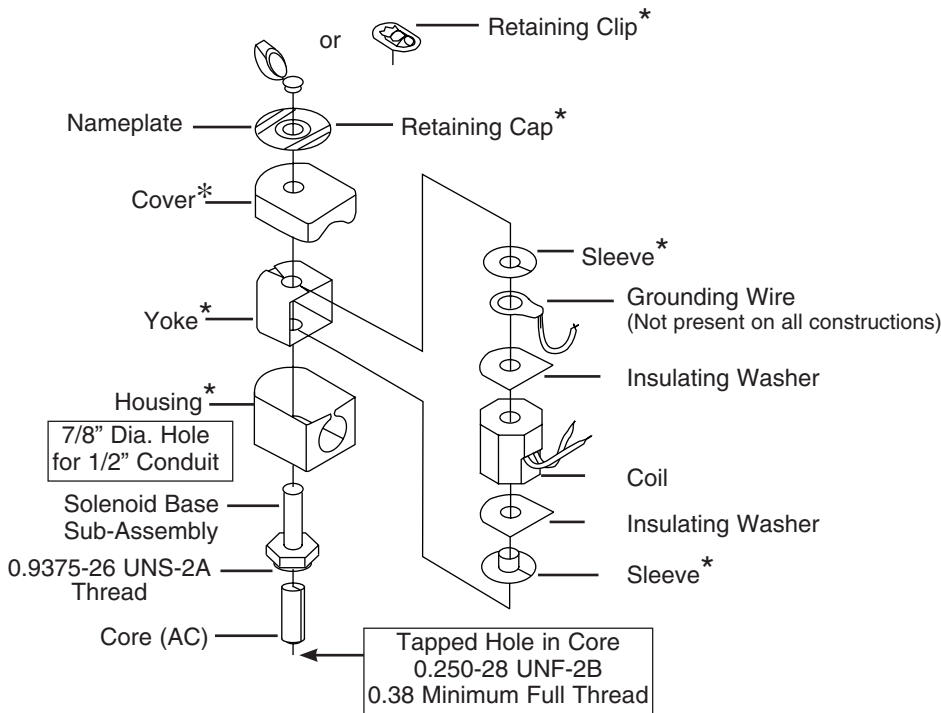 or
Retaining Clip*
Nameplate
Retaining Cap*
Cover*
Sleeve*
Grounding Wire
(Not present on all constructions)
Yoke*
Insulating Washer
Housing*
7/8” Dia. Hole
for 1/2” Conduit
Coil
Solenoid Base
Sub-Assembly
Insulating Washer
0.9375-26 UNS-2A
Thread
Sleeve*
Core (AC)
Tapped Hole in Core
0.250-28 UNF-2B
0.38 Minimum Full Thread